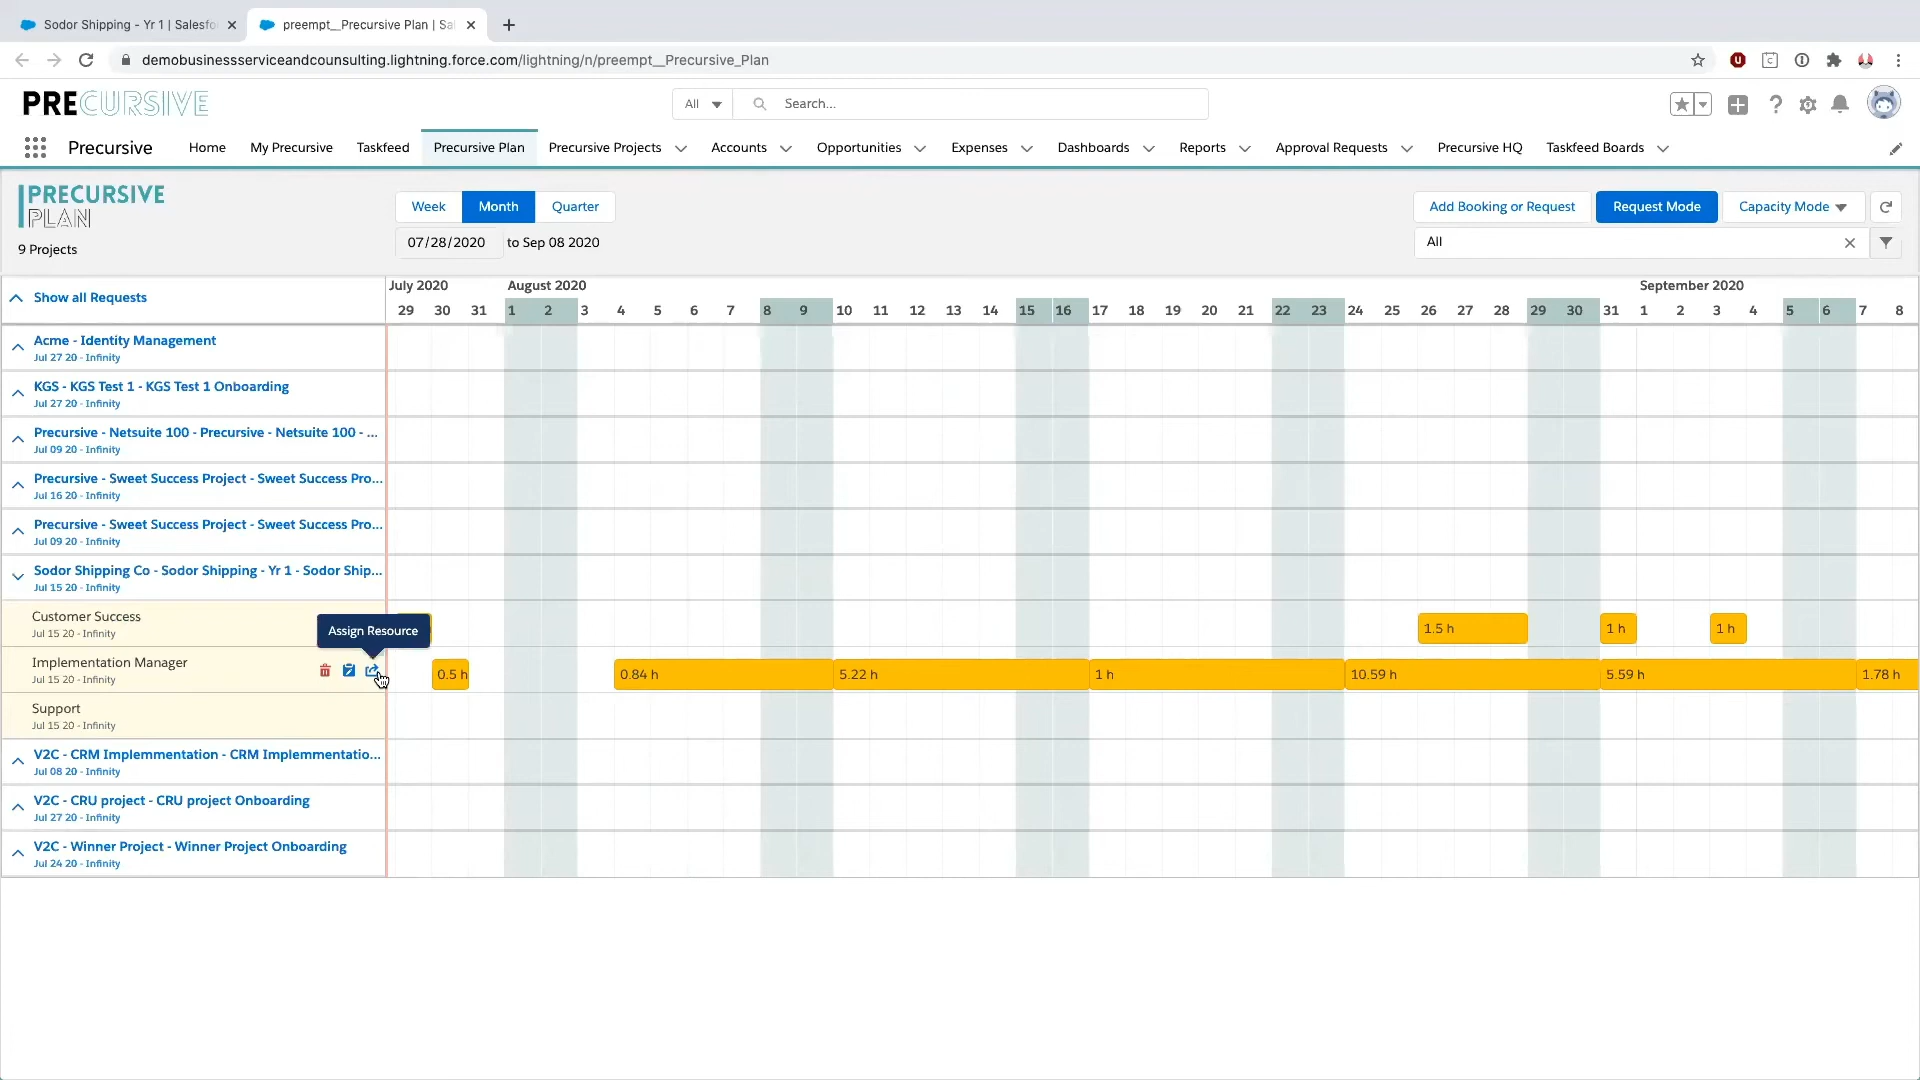 Sodor Shipping - Yr 1 | Salesfo
preempt__Precursive Plan | Sal
demobusinessserviceandcounsulting.lightning.force.com/lightning/n/preempt__Precursive_Plan
PRECURSIVE
All
Search...
Precursive
Home
My Precursive
Taskfeed
Precursive Plan
Precursive Projects
Accounts
Opportunities
Expenses
Dashboards
Reports
Approval Requests
Precursive HQ
Taskfeed Boards
PRECURSIVE
PLAN
9 Projects
Week
Month
Quarter
07/28/2020 to Sep 08 2020
Add Booking or Request
Request Mode
Capacity Mode
All
Show all Requests
July 2020
August 2020
September 2020
29 30 31 1 2 3 4 5 6 7 8 9 10 11 12 13 14 15 16 17 18 19 20 21 22 23 24 25 26 27 28 29 30 31 1 2 3 4 5 6 7 8
Acme - Identity Management
Jul 27 20 - Infinity
KGS - KGS Test 1 - KGS Test 1 Onboarding
Jul 27 20 - Infinity
Precursive - Netsuite 100 - Precursive - Netsuite 100 - ...
Jul 09 20 - Infinity
Precursive - Sweet Success Project - Sweet Success Pro...
Jul 16 20 - Infinity
Precursive - Sweet Success Project - Sweet Success Pro...
Jul 09 20 - Infinity
Sodor Shipping Co - Sodor Shipping - Yr 1 - Sodor Ship...
Jul 15 20 - Infinity
Customer Success
Jul 15 20 - Infinity
Assign Resource
1.5 h
1 h
1 h
Implementation Manager
Jul 15 20 - Infinity
0.5 h
0.84 h
5.22 h
1 h
10.59 h
5.59 h
1.78 h
Support
Jul 15 20 - Infinity
V2C - CRM Implemmentation - CRM Implemmentatio...
Jul 08 20 - Infinity
V2C - CRU project - CRU project Onboarding
Jul 27 20 - Infinity
V2C - Winner Project - Winner Project Onboarding
Jul 24 20 - Infinity